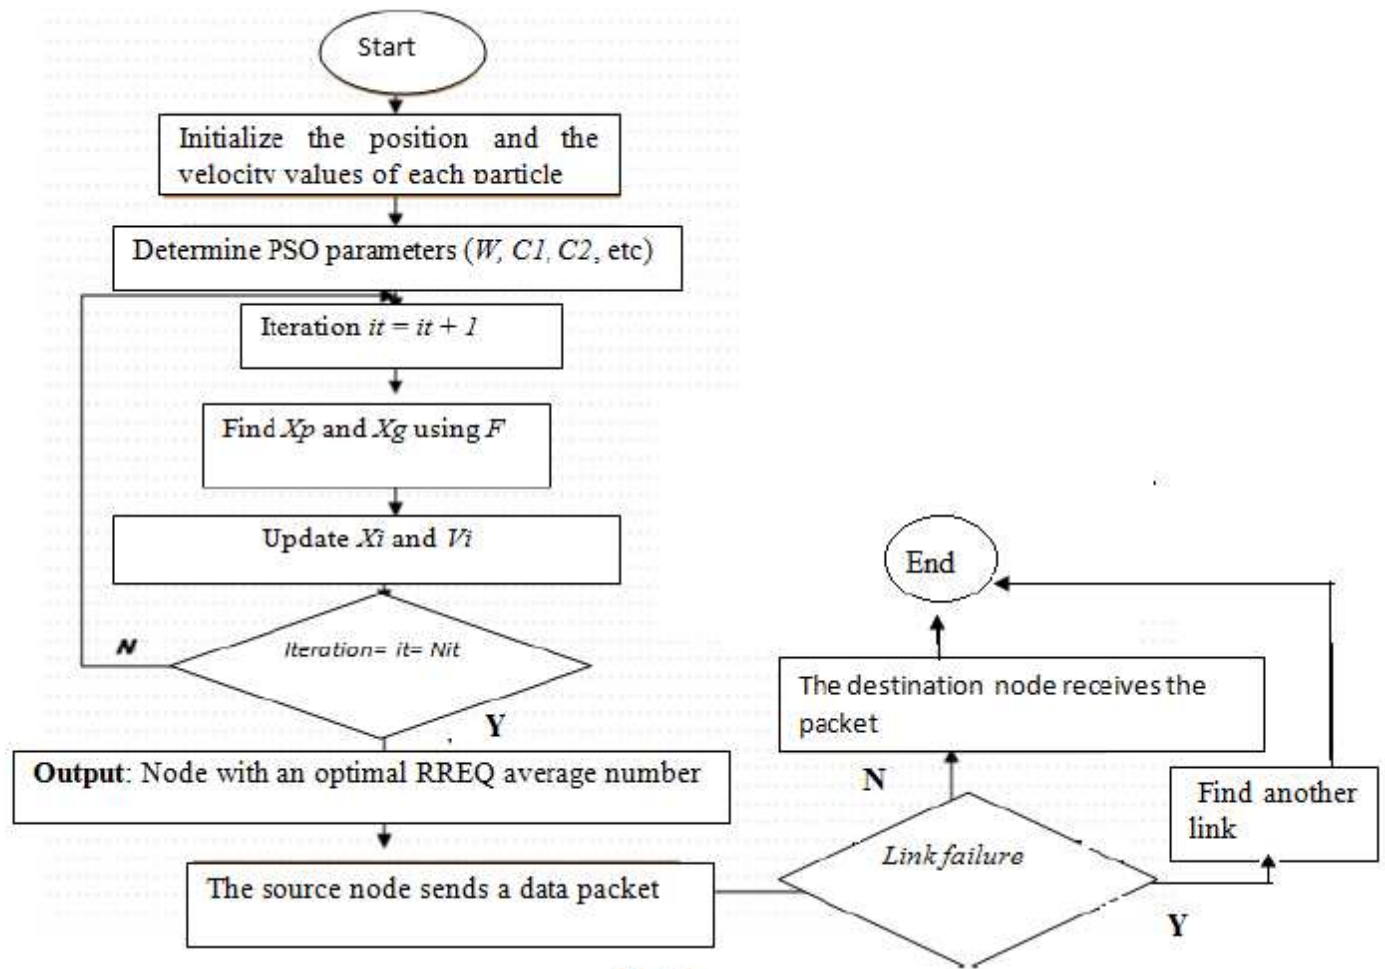 Start
Initialize the position and the
velocity values of each particle
Determine PSO parameters (W, C1, C2, etc)
Iteration it = it + 1
Find Xp and Xg using F
Update Xi and Vi
N
Iteration= it= Nit
Y
Output: Node with an optimal RREQ average number
The source node sends a data packet
Link failure
N
Y
The destination node receives the
packet
Find another
link
End